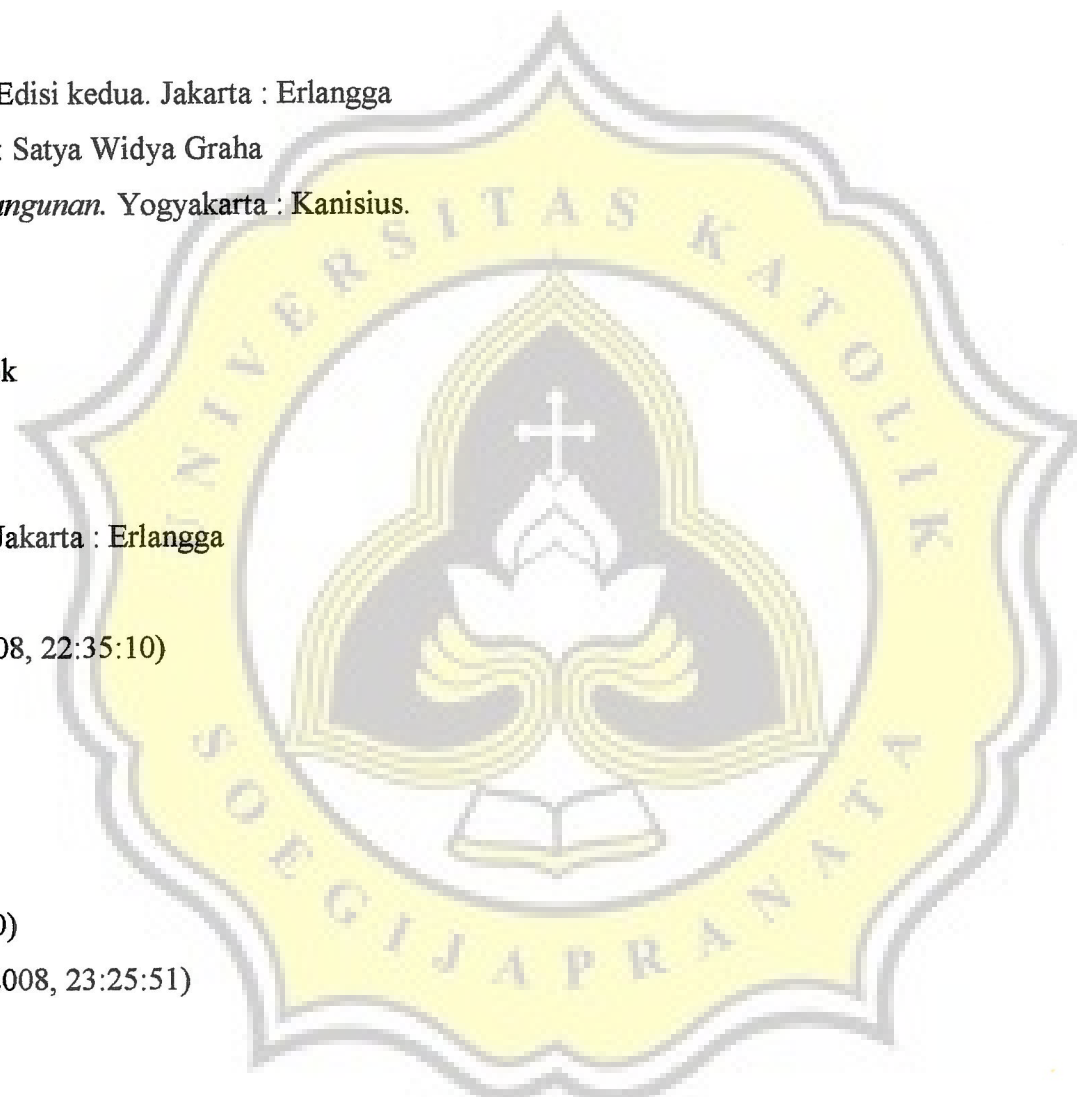 Edisi kedua. Jakarta : Erlangga
: Satya Widya Graha
angunan. Yogyakarta : Kanisius.
k
Jakarta : Erlangga
08, 22:35:10)
0)
008, 23:25:51)
UNIVERSITAS KATOLIK
SOEGIJAPRANATA